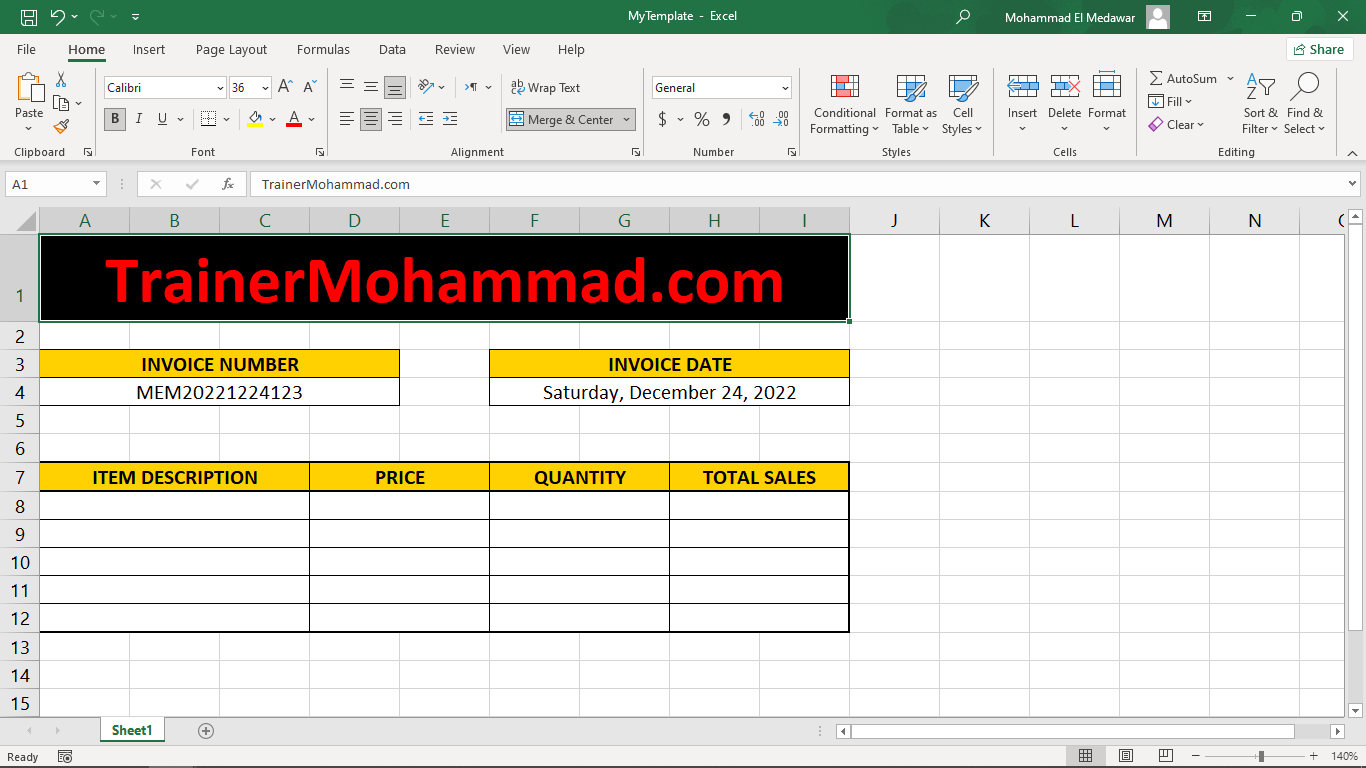 MyTemplate - Excel
Mohammad El Medawar
File Home Insert Page Layout Formulas Data Review View Help
Share
Paste
Clipboard
Calibri 36
A A
B I U
A
Font
ab Wrap Text
Merge & Center
Alignment
General
$ % 9
Number
Conditional Formatting
Format as Table
Cell Styles
Styles
Insert
Delete
Format
Cells
AutoSum
Fill
Clear
Sort & Filter
Find & Select
Editing
A1 fx TrainerMohammad.com
A B C D E F G H I J K L M N
1 TrainerMohammad.com
2
3 INVOICE NUMBER INVOICE DATE
4 MEM20221224123 Saturday, December 24, 2022
5
6
7 ITEM DESCRIPTION PRICE QUANTITY TOTAL SALES
8
9
10
11
12
13
14
15
Sheet1
Ready
140%